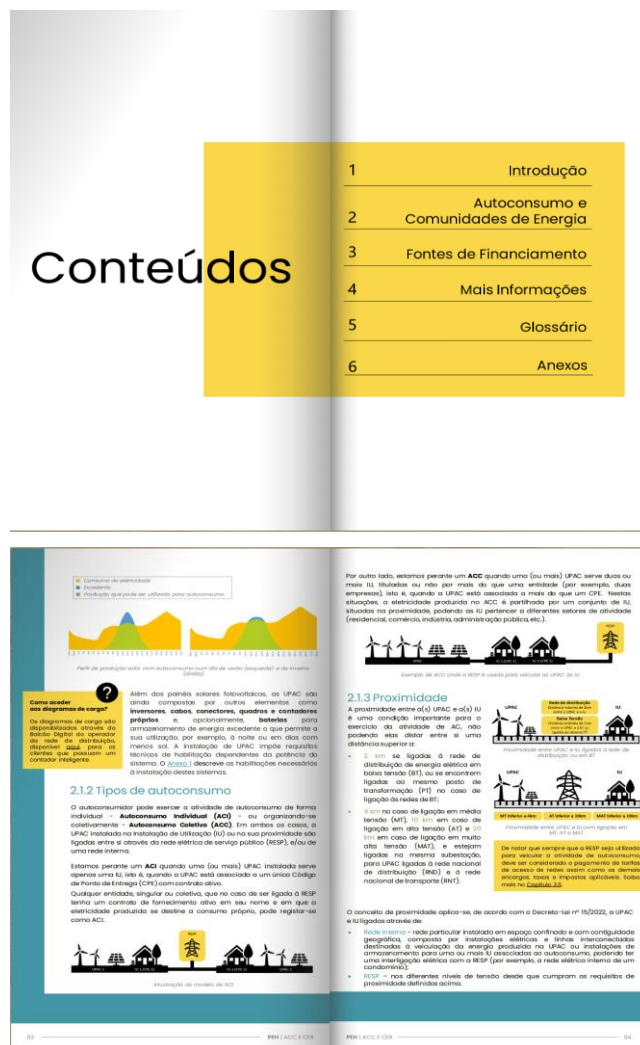 Conteúdos
1 Introdução
2 Autoconsumo e
Comunidades de Energia
3 Fontes de Financiamento
4 Mais Informações
5 Glossário
6 Anexos
Consumo de eletricidade
Excedente
Produção que pode ser utilizada para autoconsumo
Perfil de produção solar com autoconsumo num dia de verão (esquerda) e de inverno
(direita)
?
Como aceder
aos diagramas de carga?
Os diagramas de carga são
disponibilizados através do
Balcão Digital do operador
da rede de distribuição,
disponível aqui para os
clientes que possuam um
contador inteligente.
Além dos painéis solares fotovoltaicos, as UPAC são
ainda compostas por outros elementos como
inversores, cabos, conectores, quadros e contadores
próprios e, opcionalmente, baterias para
armazenamento de energia excedente o que permite a
sua utilização, por exemplo, à noite ou em dias com
menos sol. A instalação de UPAC impõe requisitos
técnicos de habilitação dependentes da potência do
sistema. O Anexo 1 descreve as habilitações necessárias
à instalação destes sistemas.
2.1.2 Tipos de autoconsumo
O autoconsumidor pode exercer a atividade de autoconsumo de forma
individual - Autoconsumo Individual (ACI) - ou organizando-se
coletivamente - Autoconsumo Coletivo (ACC). Em ambos os casos, a
UPAC instalada na Instalação de Utilização (IU) ou na sua proximidade são
ligadas entre si através da rede elétrica de serviço público (RESP), e/ou de
uma rede interna.
Estamos perante um ACI quando uma (ou mais) UPAC instalada serve
apenas uma IU, isto é, quando a UPAC está associada a um único Código
de Ponto de Entrega (CPE) com contrato ativo.
Qualquer entidade, singular ou coletiva, que no caso de ser ligada à RESP
tenha um contrato de fornecimento ativo em seu nome e em que a
eletricidade produzida se destine a consumo próprio, pode registar-se
como ACI.
RESP
Ilustração de modelo de ACI
93 PEH | ACC E CER
Por outro lado, estamos perante um ACC quando uma (ou mais) UPAC serve duas ou
mais IU, tituladas ou não por mais do que uma entidade (por exemplo, duas
empresas), isto é, quando a UPAC está associada a mais do que um CPE. Nestas
situações, a eletricidade produzida no ACC é partilhada por um conjunto de IU,
situadas na proximidade, podendo as IU pertencer a diferentes setores de atividade
(residencial, comércio, indústria, administração pública, etc.).
RESP
Exemplo de ACC onde a RESP é usada para veicular as UPAC às IU
2.1.3 Proximidade
A proximidade entre a(s) UPAC e a(s) IU
é uma condição importante para o
exercício da atividade de AC, não
podendo elas distar entre si uma
distância superior a:
2 km se ligadas à rede de
distribuição de energia elétrica em
baixa tensão (BT), ou se encontrem
ligadas ao mesmo posto de
transformação (PT) no caso de
ligação às redes de BT;
4 km no caso de ligação em média
tensão (MT), 10 km em caso de
ligação em alta tensão (AT) e 20
km em caso de ligação em muito
alta tensão (MAT), e estejam
ligadas na mesma subestação,
para UPAC ligadas à rede nacional
de distribuição (RND) e à rede
nacional de transporte (RNT).
UPAC
Rede de distribuição
IU
Baixa Tensão
Proximidade entre UPAC e IU ligadas à rede de
distribuição ou em BT
UPAC
IU
MT inferior a 4km AT inferior a 10km MAT inferior a 20km
Proximidade entre UPAC e IU com ligação em
MT, AT e MAT
De notar que sempre que a RESP seja utilizada
para veicular a atividade de autoconsumo,
deve ser considerado o pagamento de tarifas
de acesso às redes assim como os demais
encargos, taxas e impostos aplicáveis. Saiba
mais no Capítulo 2.5.
O conceito de proximidade aplica-se, de acordo com o Decreto-Lei nº 15/2022, a UPAC
e IU ligadas através de:
Rede interna - rede particular instalada em espaço confinado e com contiguidade
geográfica, composta por instalações elétricas e linhas interconectadas
destinadas à veiculação da energia produzida na UPAC ou instalações de
armazenamento para uma ou mais IU associadas ao autoconsumo, podendo ter
uma interligação elétrica com a RESP (por exemplo, a rede elétrica interna de um
condomínio);
RESP – nos diferentes níveis de tensão desde que cumpram os requisitos de
proximidade definidos acima.
PEH | ACC E CER 94